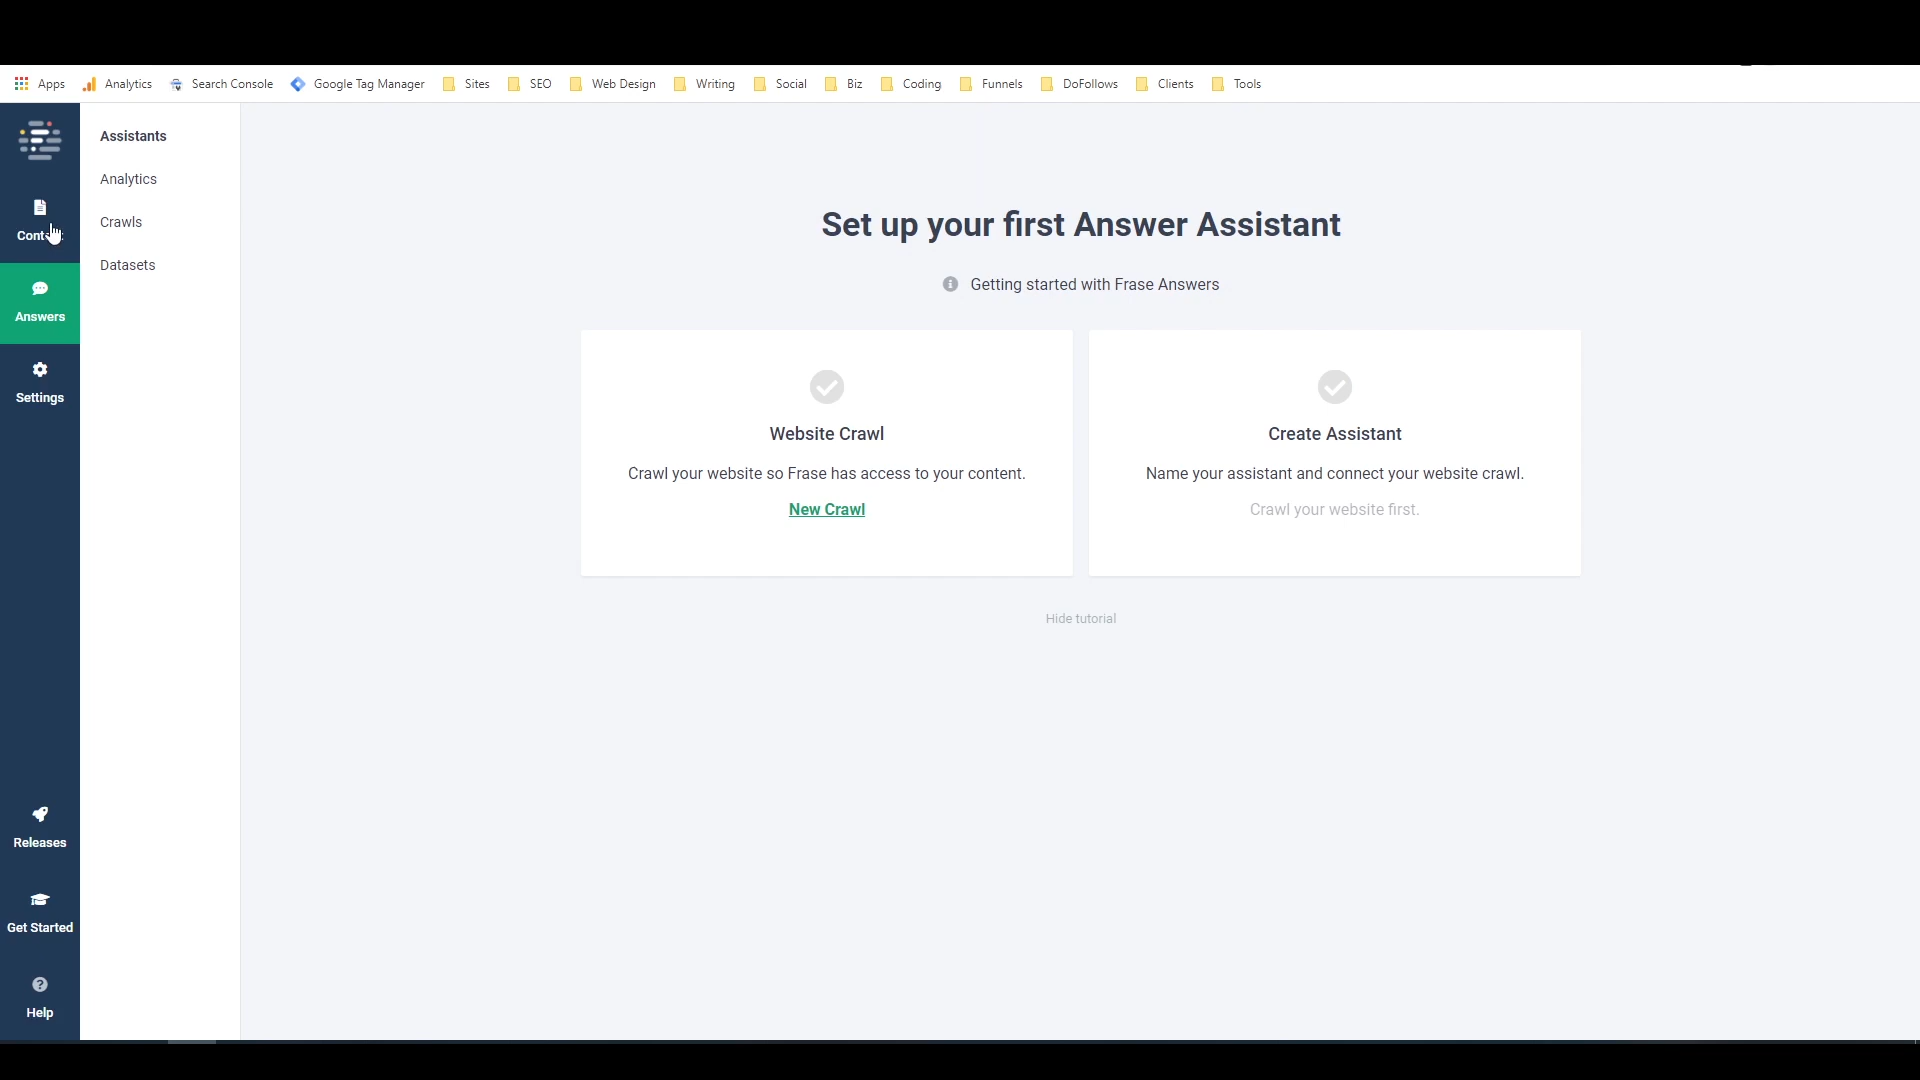 Apps Analytics Search Console Google Tag Manager Sites SEO Web Design Writing Social Biz Coding Funnels DoFollows Clients Tools
Assistants
Analytics
Crawls
Datasets
Answers
Settings
Releases
Get Started
Help
Set up your first Answer Assistant
Getting started with Frase Answers
Website Crawl
Crawl your website so Frase has access to your content.
New Crawl
Create Assistant
Name your assistant and connect your website crawl.
Crawl your website first.
Hide tutorial